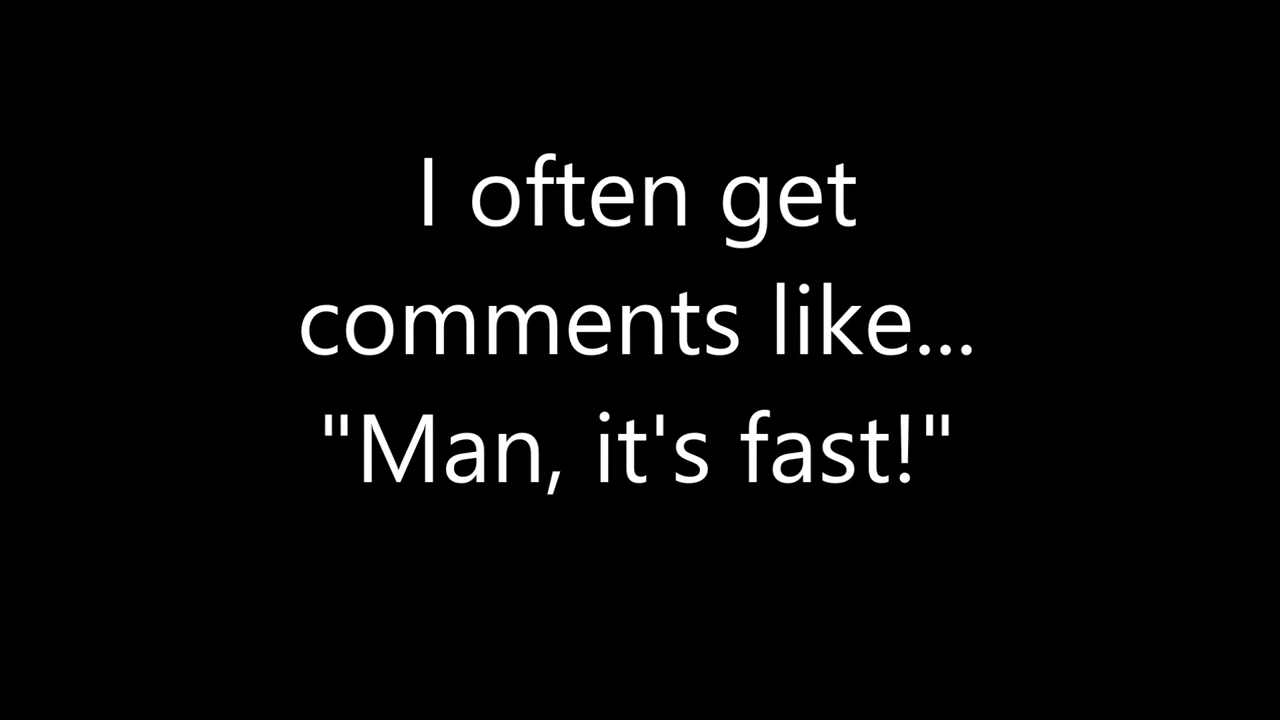 I often get
comments like...
"Man, it's fast!"